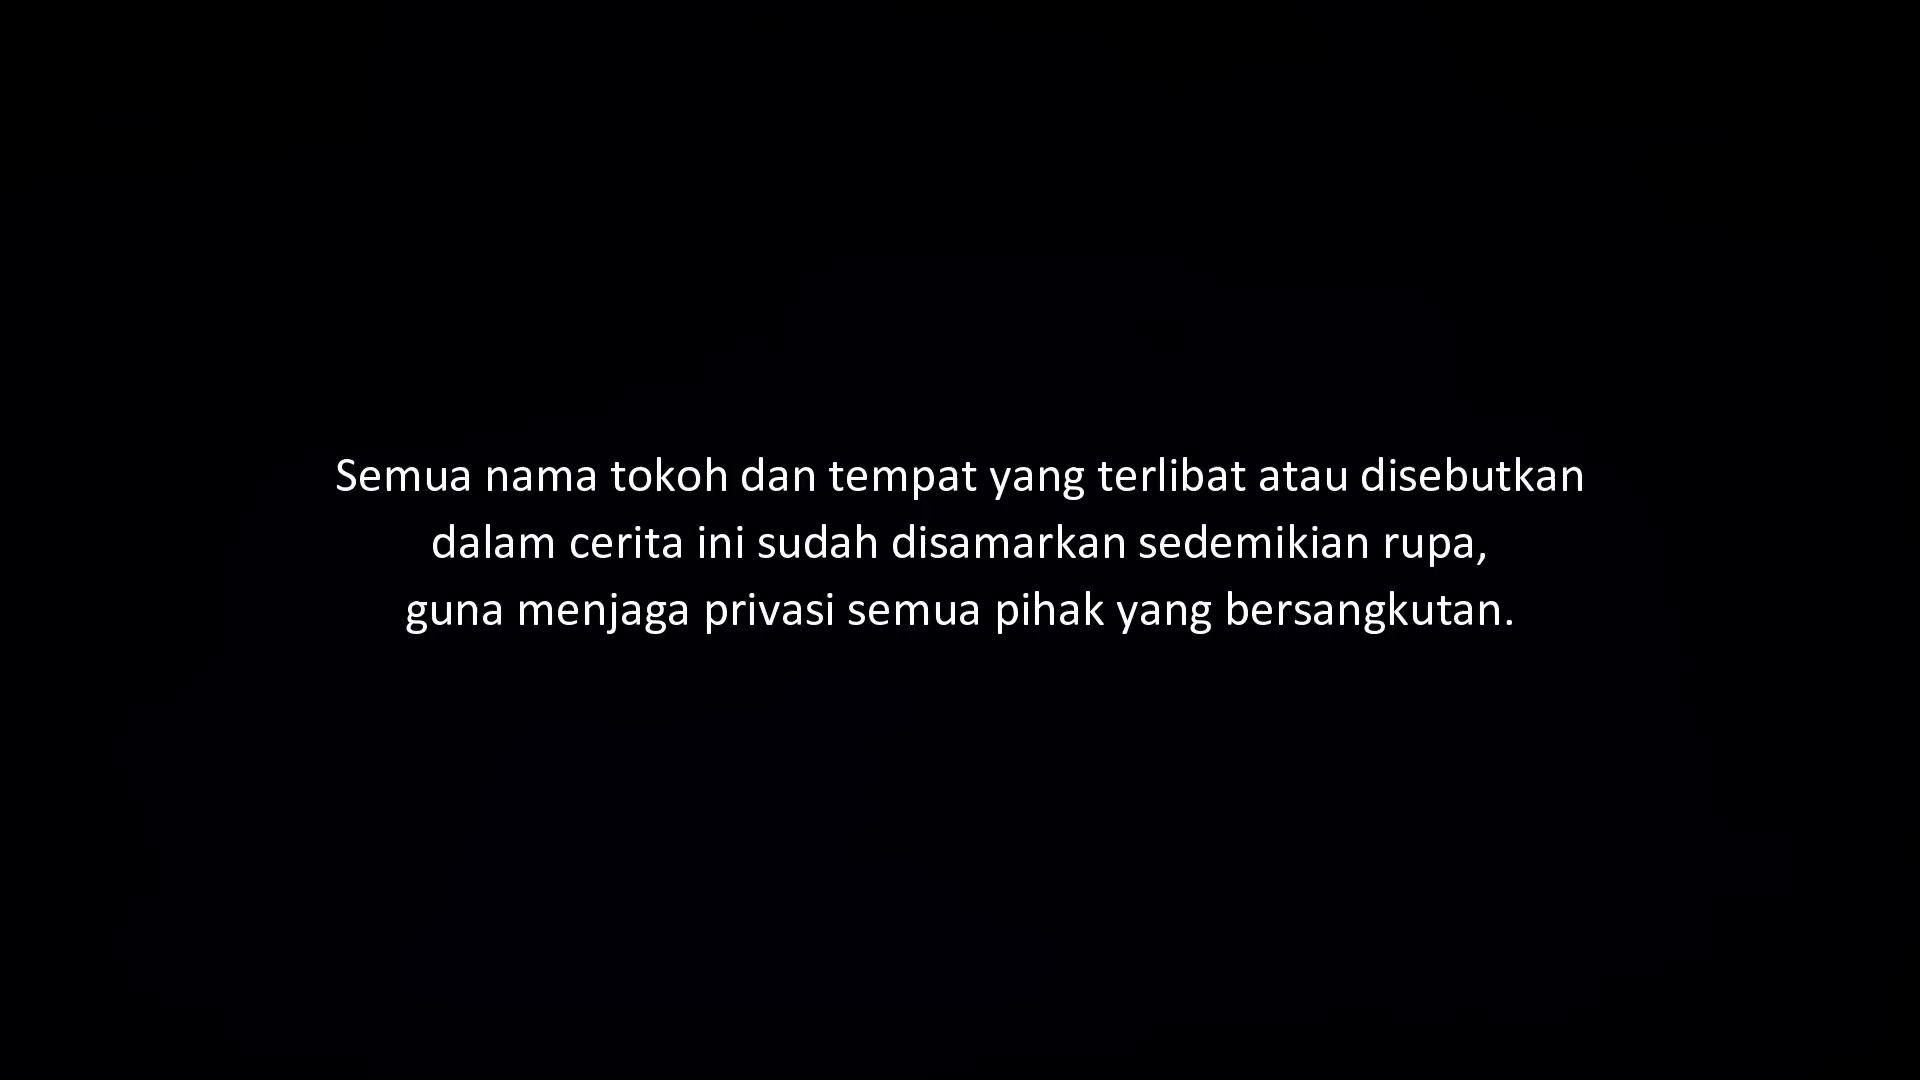 Semua nama tokoh dan tempat yang terlibat atau disebutkan
dalam cerita ini sudah disamarkan sedemikian rupa,
guna menjaga privasi semua pihak yang bersangkutan.